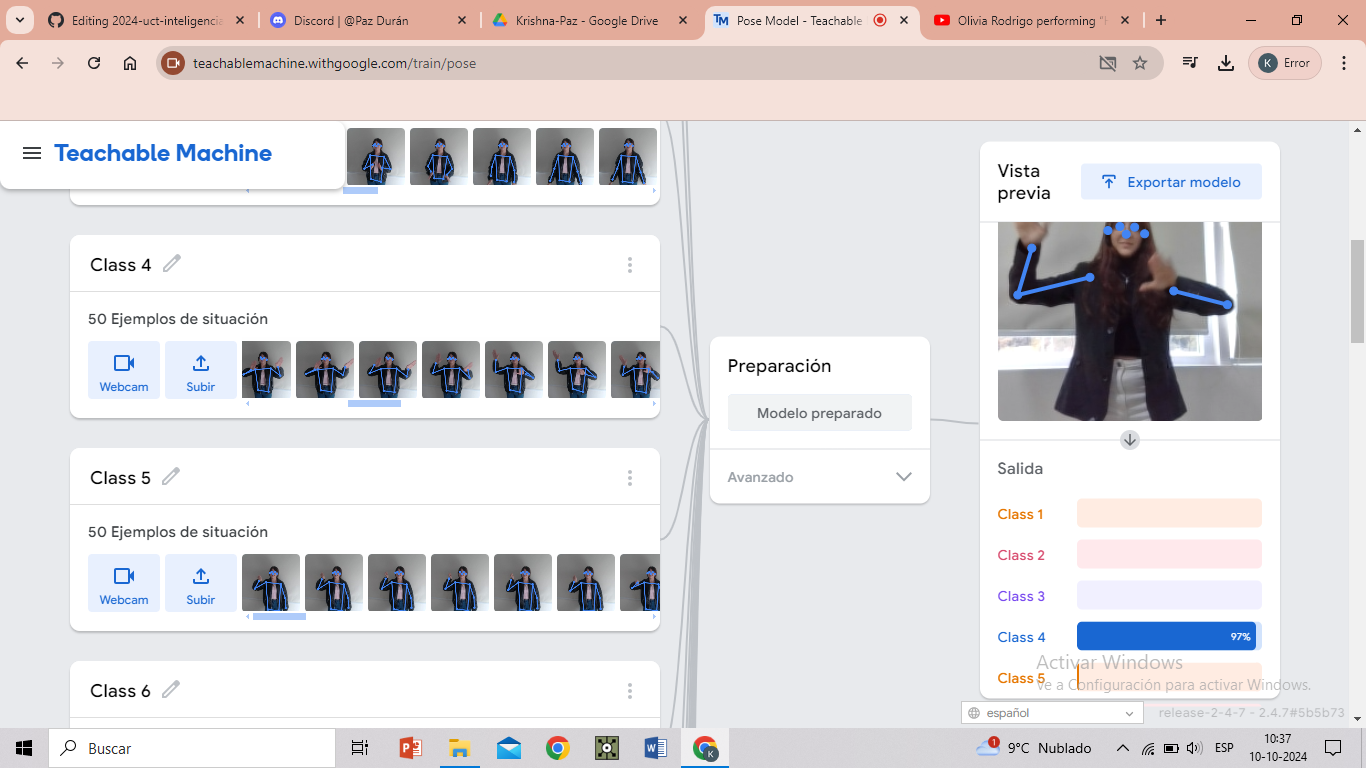 Editing 2024-uct-inteligencia
Discord | @Paz Durán
Krishna-Paz - Google Drive
Pose Model - Teachable
Olivia Rodrigo performing "
teachablemachine.withgoogle.com/train/pose
K Error
Teachable Machine
Class 4
50 Ejemplos de situación
Webcam
Subir
Class 5
50 Ejemplos de situación
Webcam
Subir
Class 6
Preparación
Modelo preparado
Avanzado
Vista previa
Exportar modelo
Salida
Class 1
Class 2
Class 3
Class 4
97%
Class 5
Activar Windows
Ve a Configuración para activar Windows.
español
release-2-4-7 - 2.4.7#5b5b73
Buscar
1
9°C Nublado
ESP
10:37
10-10-2024